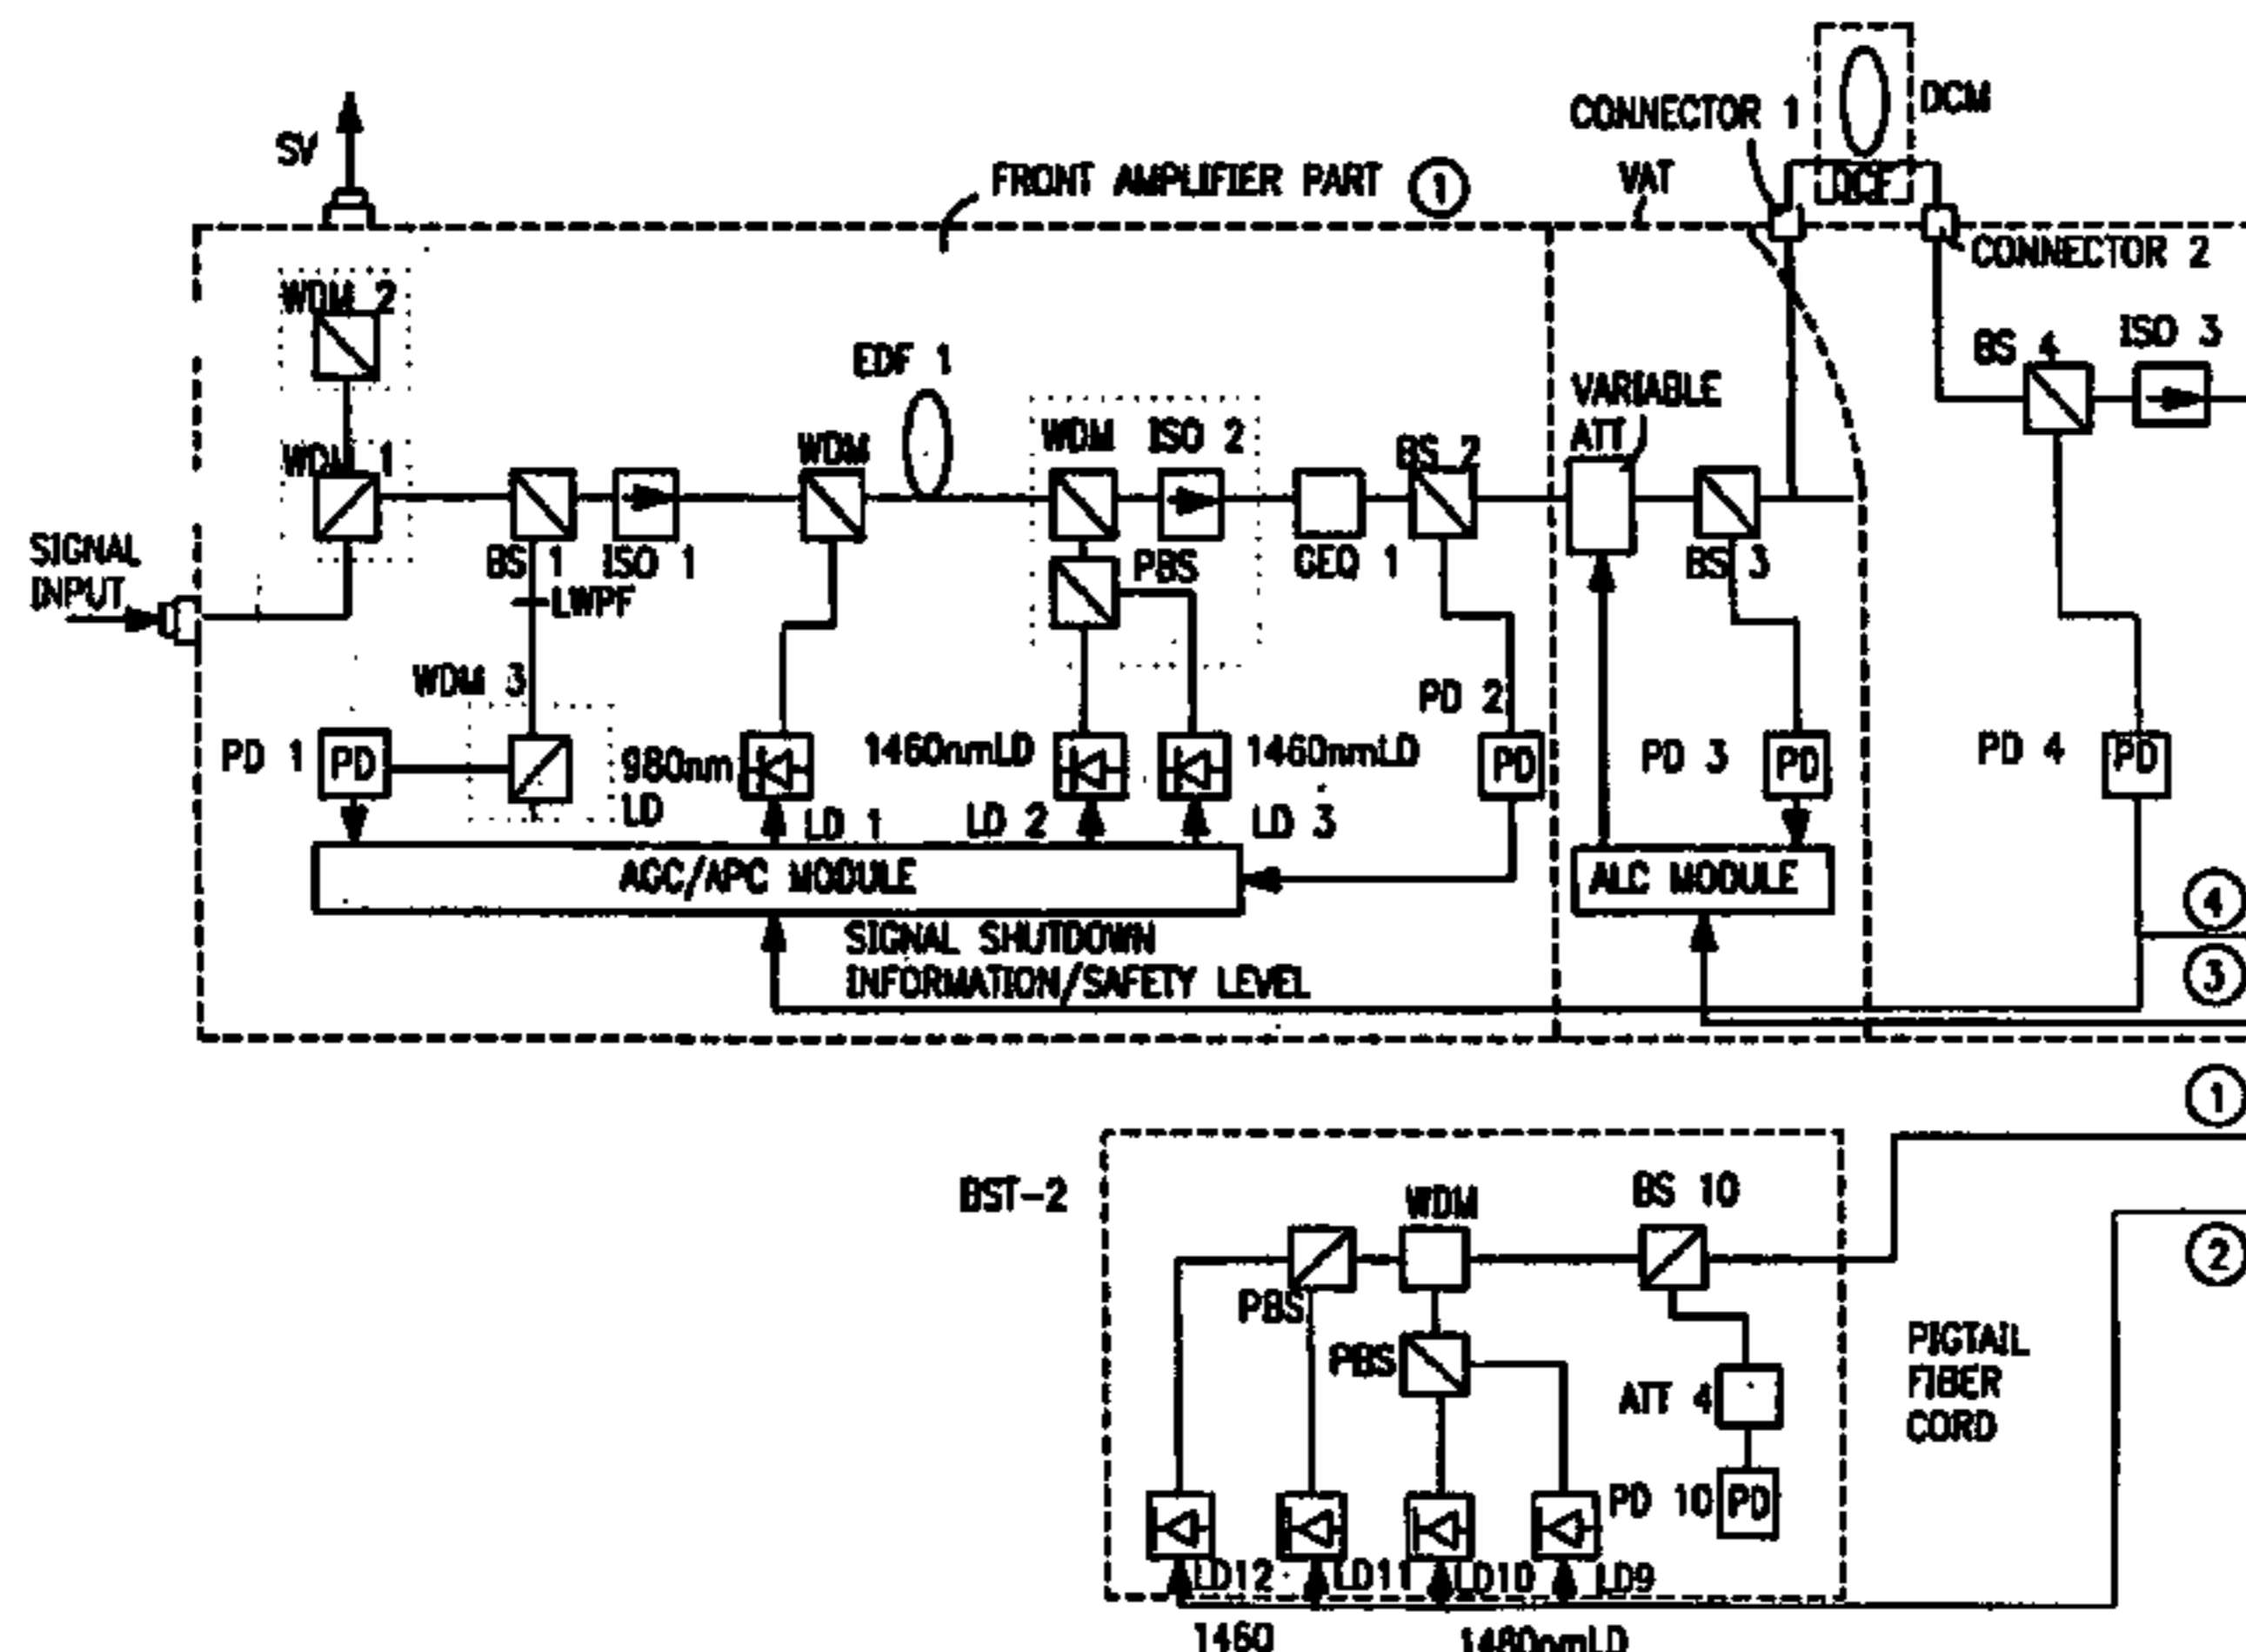 CONNECTOR 1
DCM
SV
FRONT AMPLIFIER PART ①
VAT
DCF
CONNECTOR 2
WDM 2
BS 4
ISO 3
EDF 1
VARIABLE
ATT
WDM 1
WDM
WDM
ISO 2
BS 2
SIGNAL
INPUT
BS 1
ISO 1
PBS
GEQ 1
BS 3
LWPF
WDM 3
PD 2
PD 1
PD
980nm
LD
1460nmLD
1460nmLD
PD
PD 3
PD
PD 4
PD
LD 1
LD 2
LD 3
AGC/APC MODULE
ALC MODULE
④
SIGNAL SHUTDOWN
INFORMATION/SAFETY LEVEL
③
①
BST-2
WDM
BS 10
②
PBS
PBS
ATT 4
PIGTAIL
FIBER
CORD
PD 10
PD
LD12
LD11
LD10
LD9
1460
1480nmLD